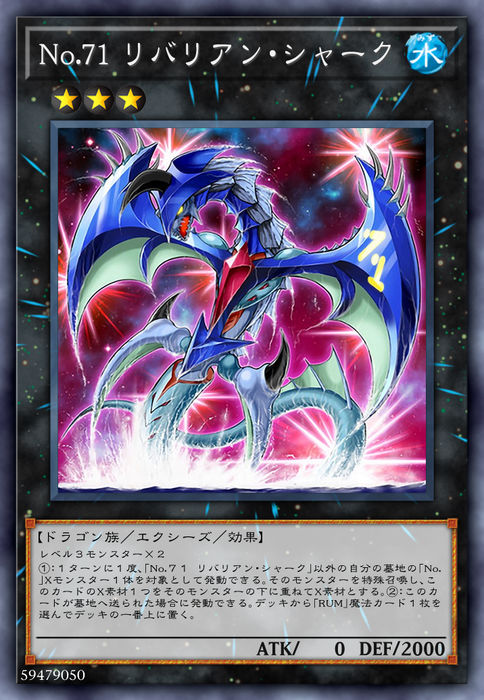 No.71 リバリアン・シャーク
みず
水
71
【ドラゴン族／エクシーズ／効果】
レベル３モンスター×２
①：１ターンに１度、「No.７１ リバリアン・シャーク」以外の自分の墓地の「No.
」Xモンスター１体を対象として発動できる。そのモンスターを特殊召喚し、こ
のカードのX素材１つをそのモンスターの下に重ねてX素材とする。②：このカ
ードが墓地へ送られた場合に発動できる。デッキから「RUM」魔法カード１枚を
選んでデッキの一番上に置く。
ATK/ 0 DEF/2000
59479050